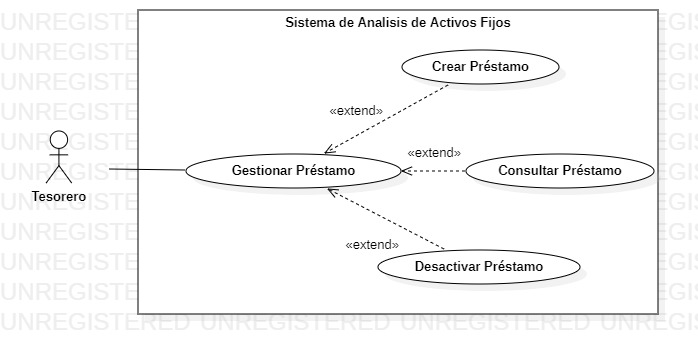 Sistema de Analisis de Activos Fijos
Crear Préstamo
«extend»
«extend»
Gestionar Préstamo
Consultar Préstamo
Tesorero
«extend»
Desactivar Préstamo
UNREGISTERED UNREGISTERED UNREGISTERED UNREGIS